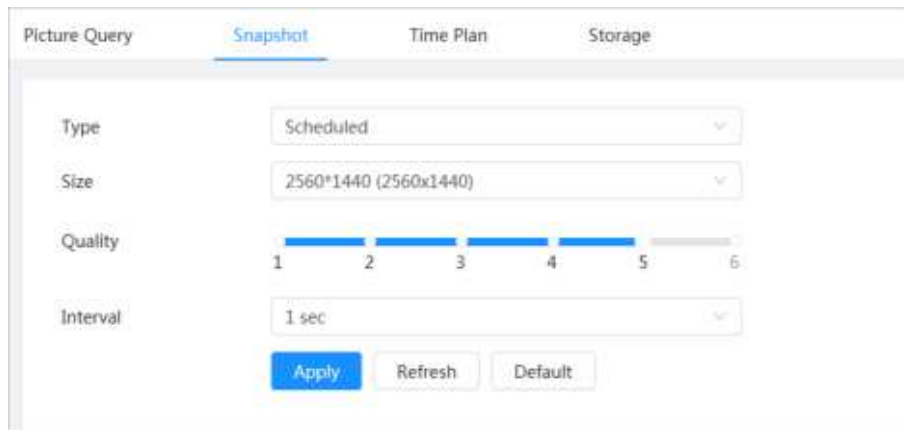 Picture Query Snapshot Time Plan Storage
Type Scheduled
Size 2560*1440 (2560x1440)
Quality
1 2 3 4 5 6
Interval 1 sec
Apply Refresh Default